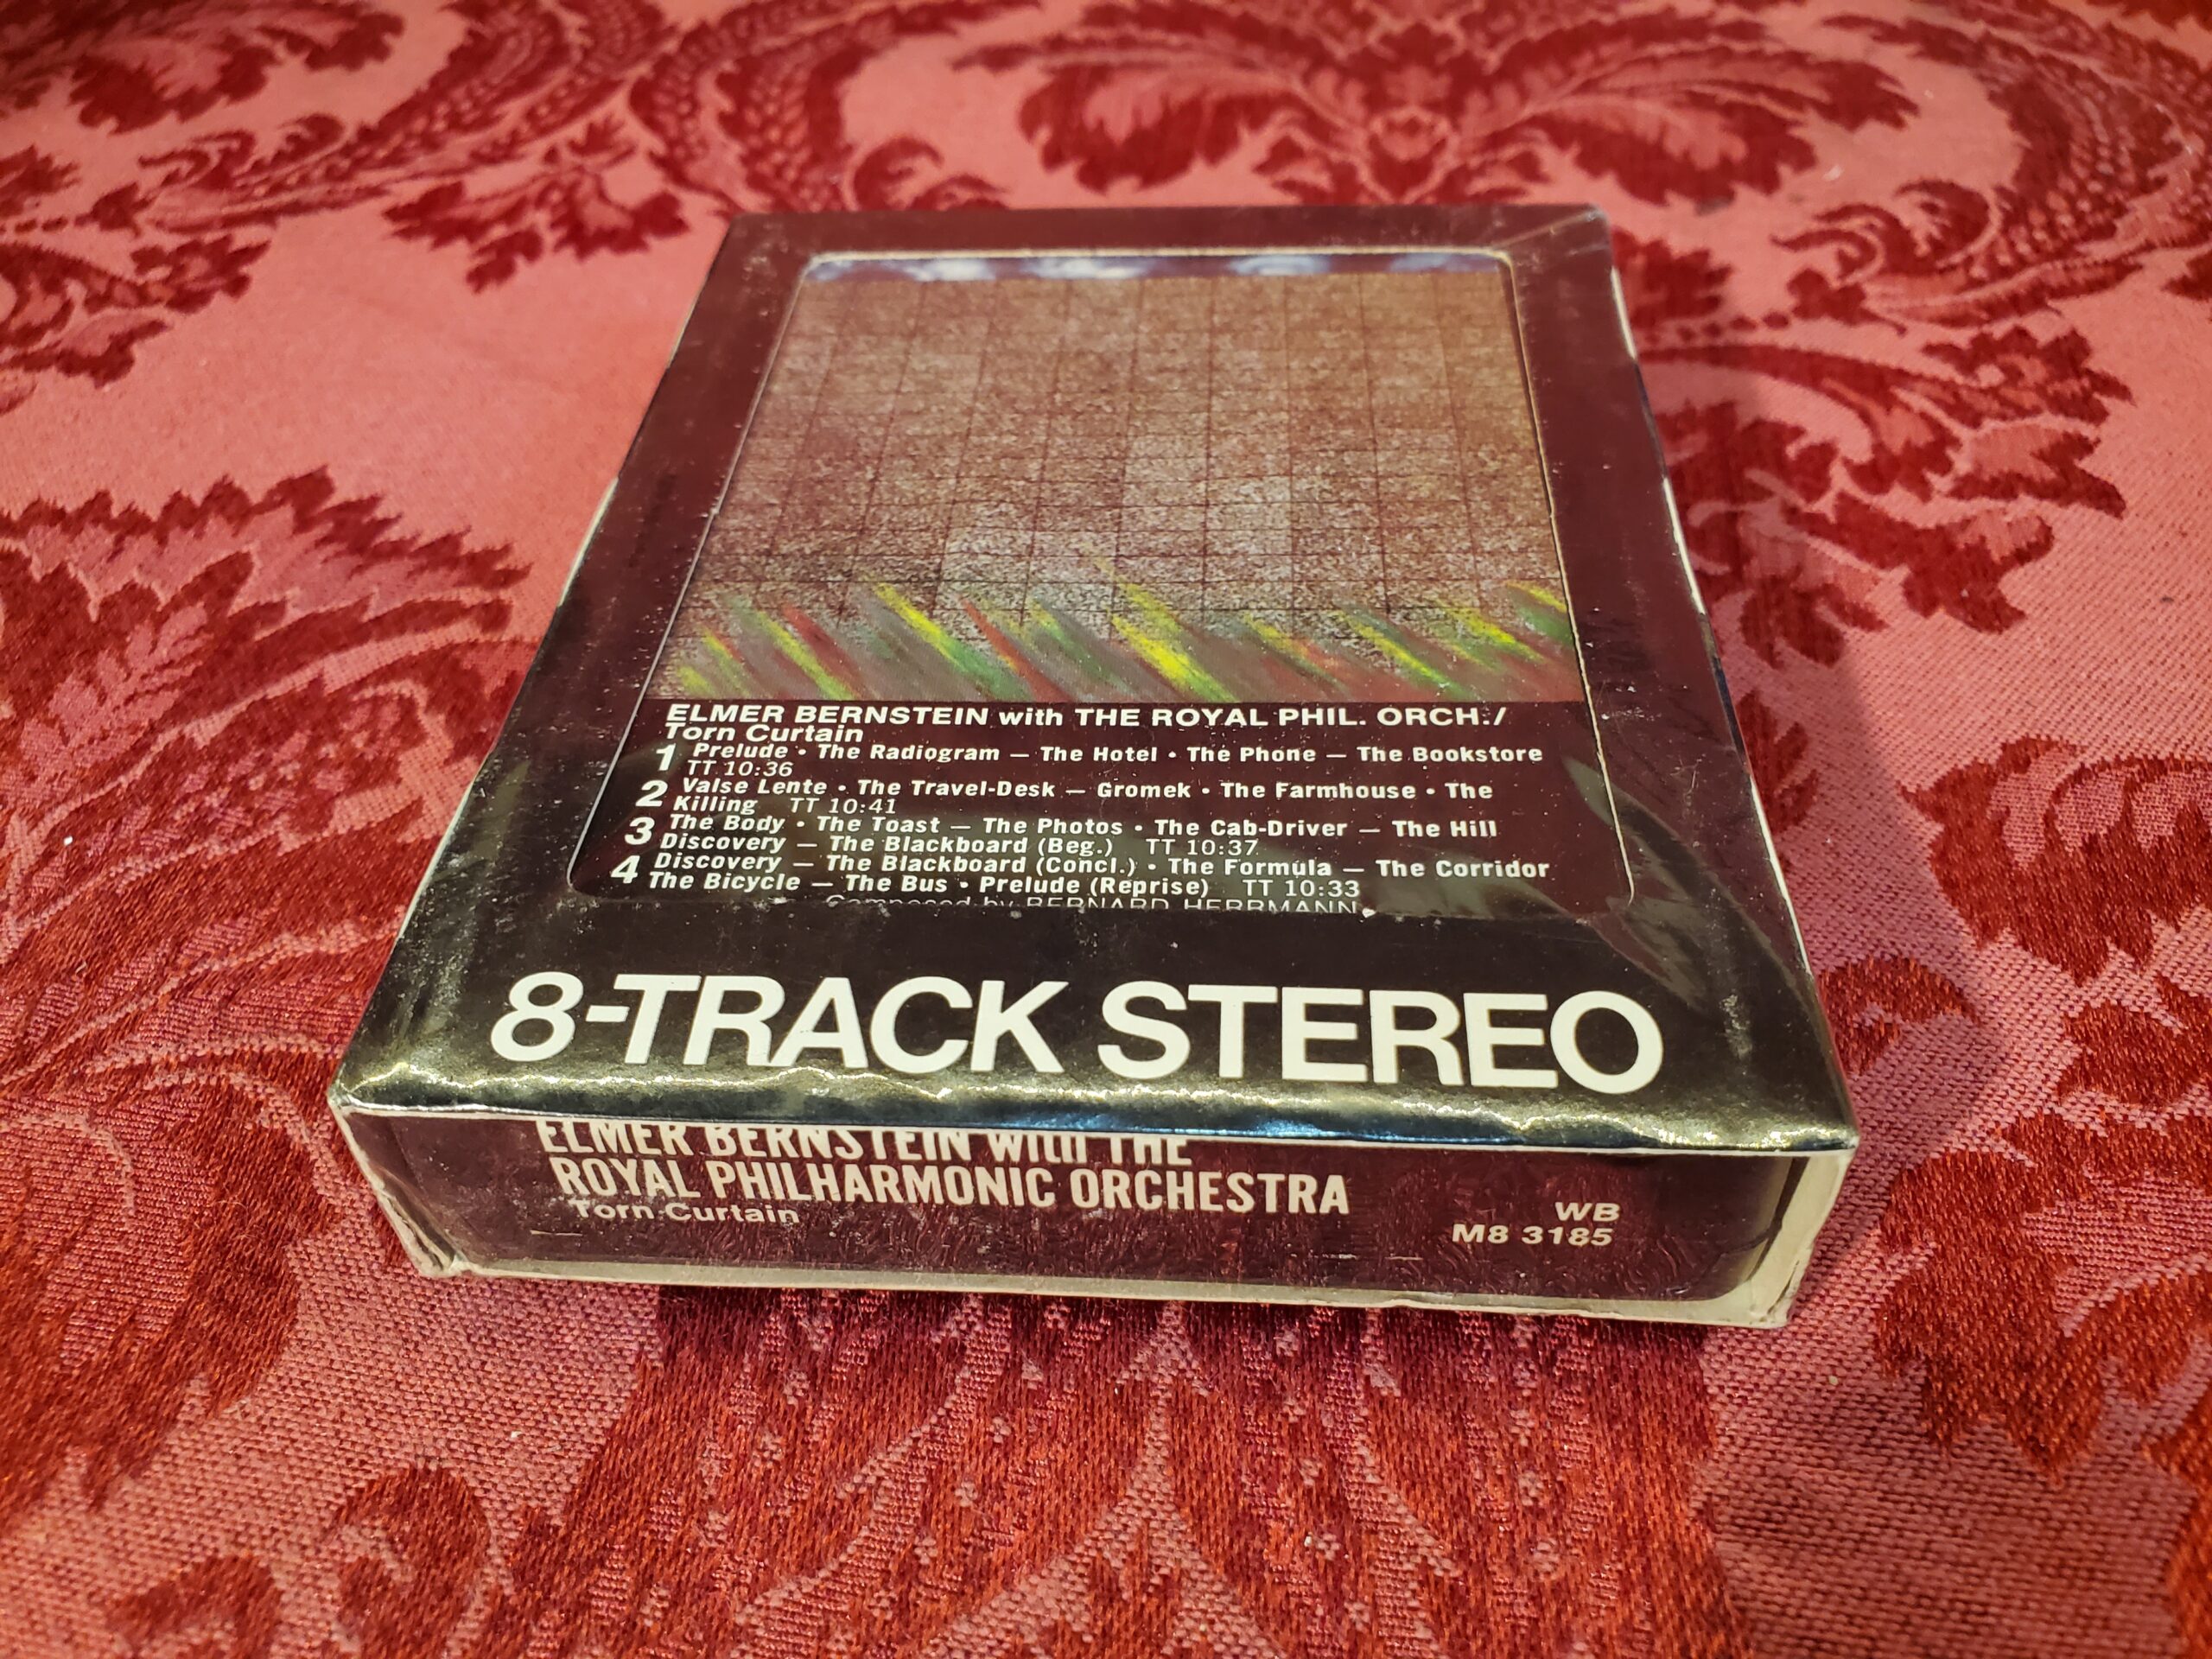 ELMER BERNSTEIN with THE ROYAL PHIL. ORCH./
Torn Curtain
1 Prelude • The Radiogram — The Hotel • The Phone — The Bookstore
TT 10:36
2 Valse Lente • The Travel-Desk — Gromek • The Farmhouse • The
Killing TT 10:41
3 The Body • The Toast — The Photos • The Cab-Driver — The Hill
Discovery — The Blackboard (Beg.) TT 10:37
4 Discovery — The Blackboard (Concl.) • The Formula — The Corridor
The Bicycle — The Bus • Prelude (Reprise) TT 10:33
Composed by BERNARD HERRMANN
8-TRACK STEREO
ELMER BERNSTEIN with THE
ROYAL PHILHARMONIC ORCHESTRA
Torn Curtain
WB
M8 3185